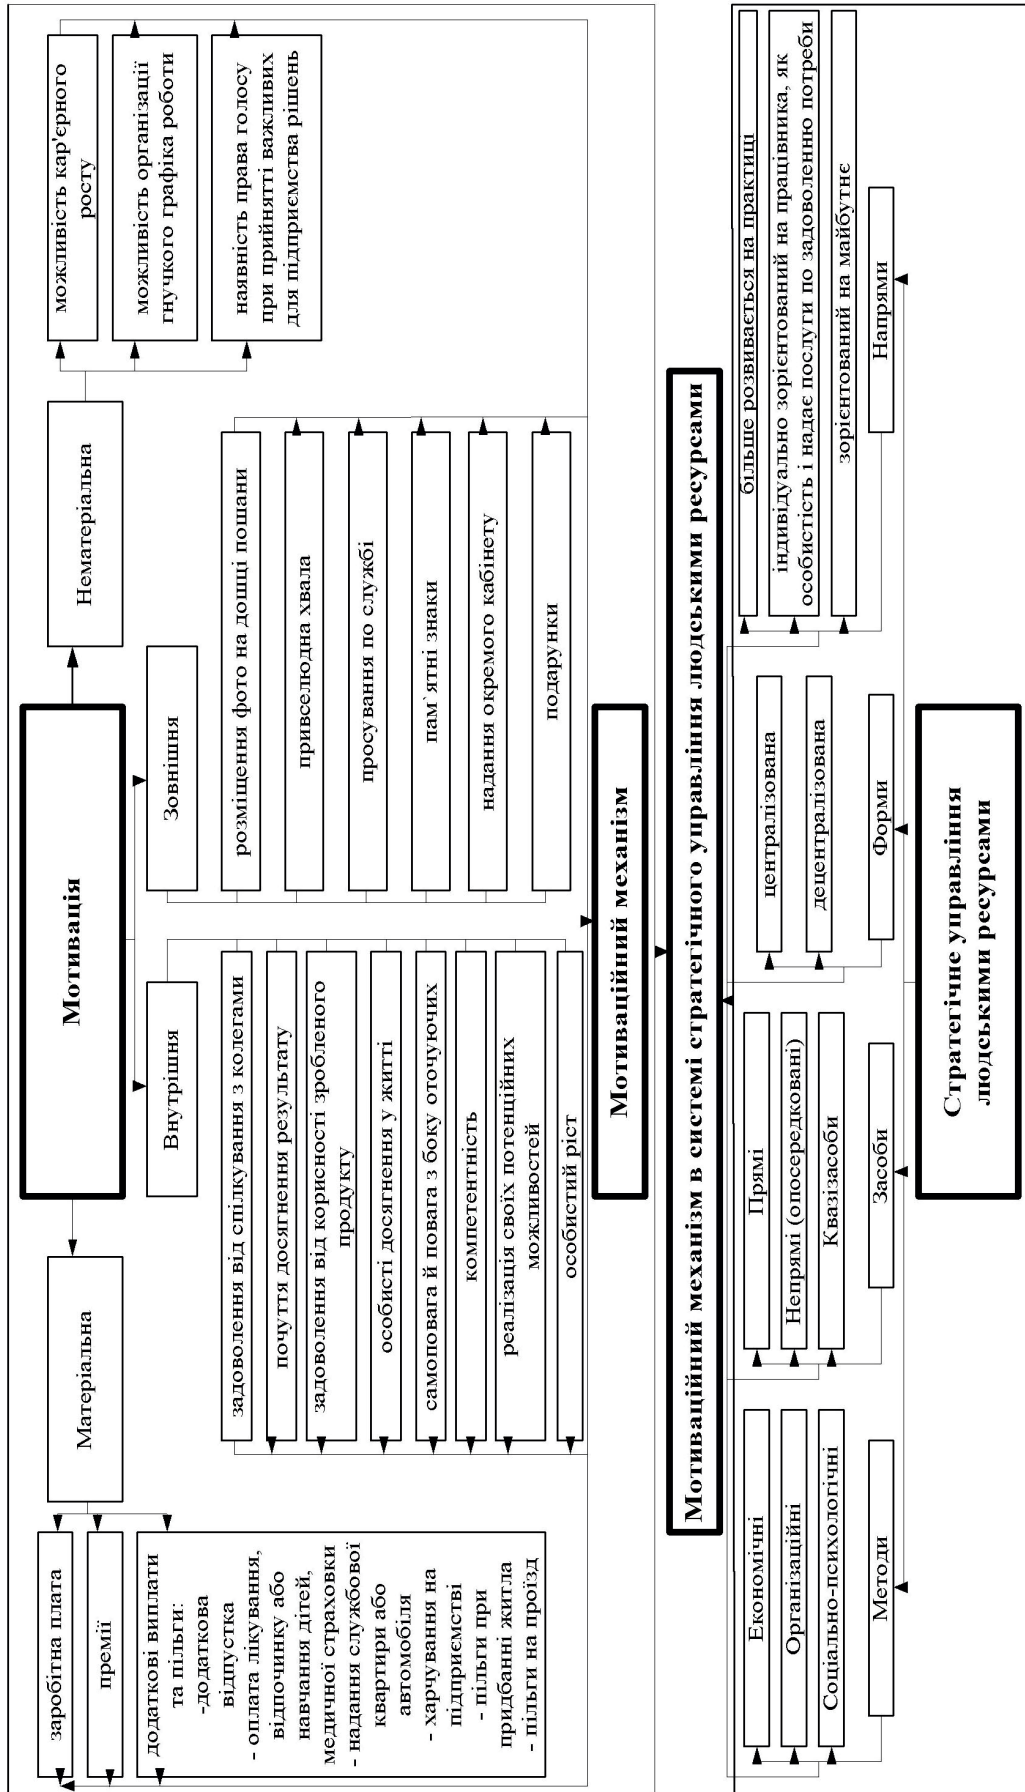 Мотивація
Матеріальна
Нематеріальна
Внутрішня
Зовнішня
заробітна плата
премії
додаткові виплати
та пільги:
-додаткова
відпустка
- оплата лікування,
відпочинку або
навчання дітей,
медичної страховки
- надання службової
квартири або
автомобіля
- харчування на
підприємстві
- пільги при
придбанні житла
- пільги на проїзд
задоволення від спілкування з колегами
почуття досягнення результату
задоволення від корисності зробленого
продукту
особисті досягнення у житті
самоповага й повага з боку оточуючих
компетентність
реалізація своїх потенційних
можливостей
особистий ріст
розміщення фото на дошці пошани
привселюдна хвала
просування по службі
пам`ятні знаки
надання окремого кабінету
подарунки
можливість кар'єрного
росту
можливість організації
гнучкого графіка роботи
наявність права голосу
при прийнятті важливих
для підприємства рішень
Мотиваційний механізм
Мотиваційний механізм в системі стратегічного управління людськими ресурсами
Економічні
Організаційні
Соціально-психологічні
Методи
Прямі
Непрямі (опосередковані)
Квазізасоби
Засоби
централізована
децентралізована
Форми
більше розвивається на практиці
індивідуально зорієнтований на працівника, як
особистість і надає послуги по задоволенню потреби
зорієнтований на майбутнє
Напрями
Стратегічне управління
людськими ресурсами